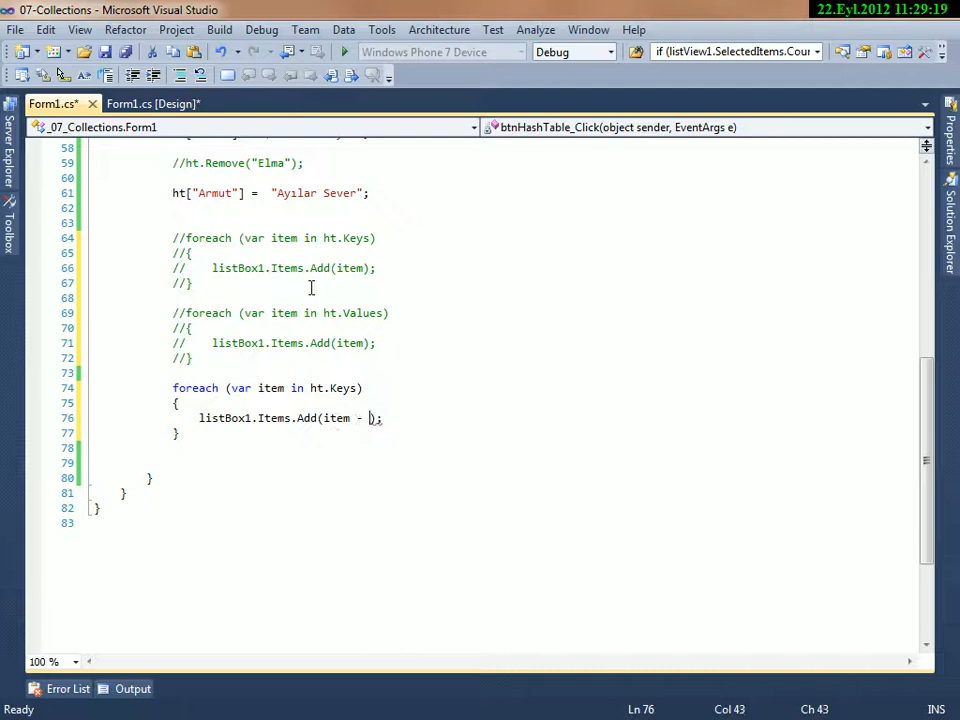 07-Collections - Microsoft Visual Studio
22.Eyl.2012 11:29:19
File Edit View Refactor Project Build Debug Team Data Tools Architecture Test Analyze Window Help
Windows Phone 7 Device Debug if (listView1.SelectedItems.Cour
Form1.cs* Form1.cs [Design]*
_07_Collections.Form1 btnHashTable_Click(object sender, EventArgs e)
58
59 //ht.Remove("Elma");
60
61 ht["Armut"] = "Ayılar Sever";
62
63
64 //foreach (var item in ht.Keys)
65 //{
66 // listBox1.Items.Add(item);
67 //}
68
69 //foreach (var item in ht.Values)
70 //{
71 // listBox1.Items.Add(item);
72 //}
73
74 foreach (var item in ht.Keys)
75 {
76 listBox1.Items.Add(item - );
77 }
78
79
80 }
81 }
82 }
83
100 %
Error List Output
Ready Ln 76 Col 43 Ch 43 INS
Server Explorer
Toolbox
Properties
Solution Explorer